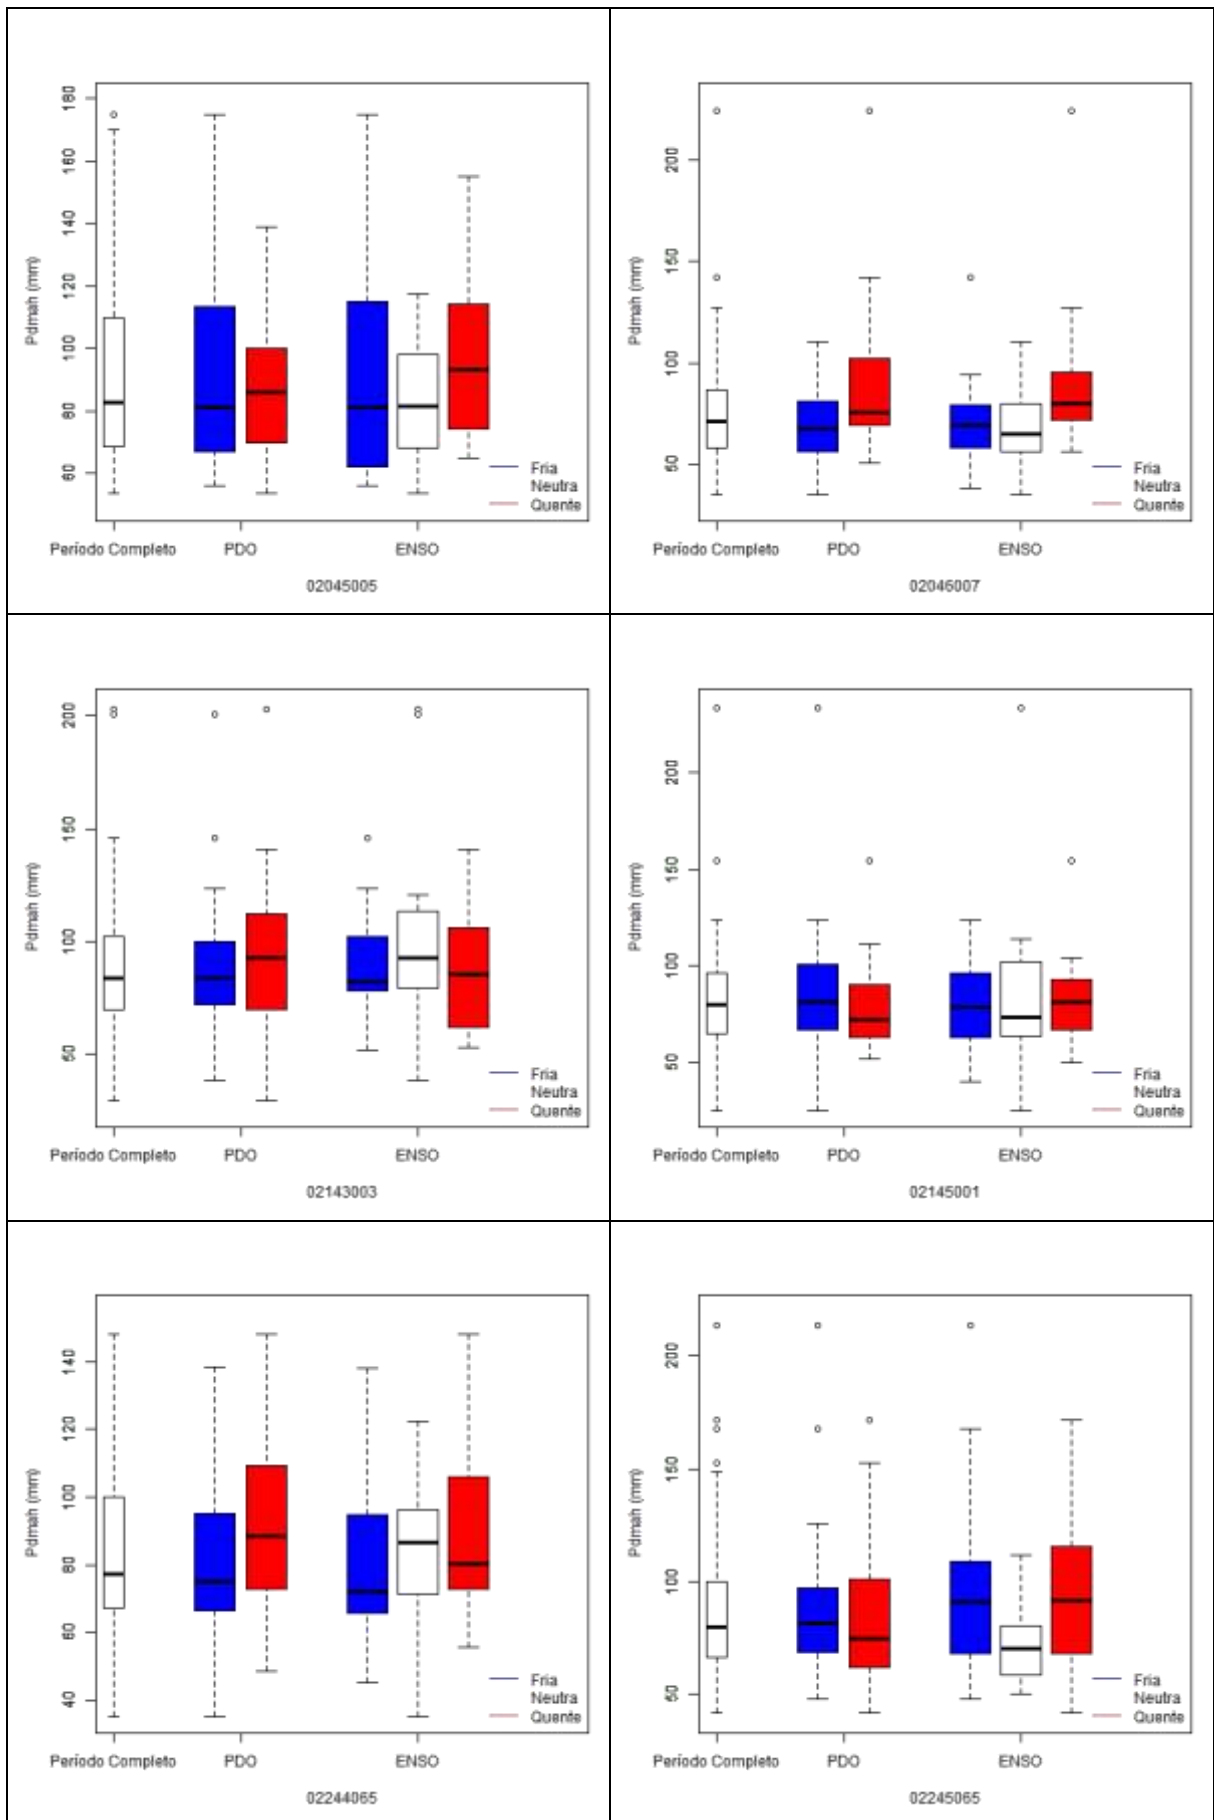 180
160
140
120
100
80
60
Pdmah (mm)
Fria
Neutra
Quente
Período Completo PDO ENSO
02045005
200
150
100
50
Pdmah (mm)
Fria
Neutra
Quente
Período Completo PDO ENSO
02046007
200
150
100
50
Pdmah (mm)
Fria
Neutra
Quente
Período Completo PDO ENSO
02143003
200
150
100
50
Pdmah (mm)
Fria
Neutra
Quente
Período Completo PDO ENSO
02145001
140
120
100
80
60
40
Pdmah (mm)
Fria
Neutra
Quente
Período Completo PDO ENSO
02244065
200
150
100
50
Pdmah (mm)
Fria
Neutra
Quente
Período Completo PDO ENSO
02245065